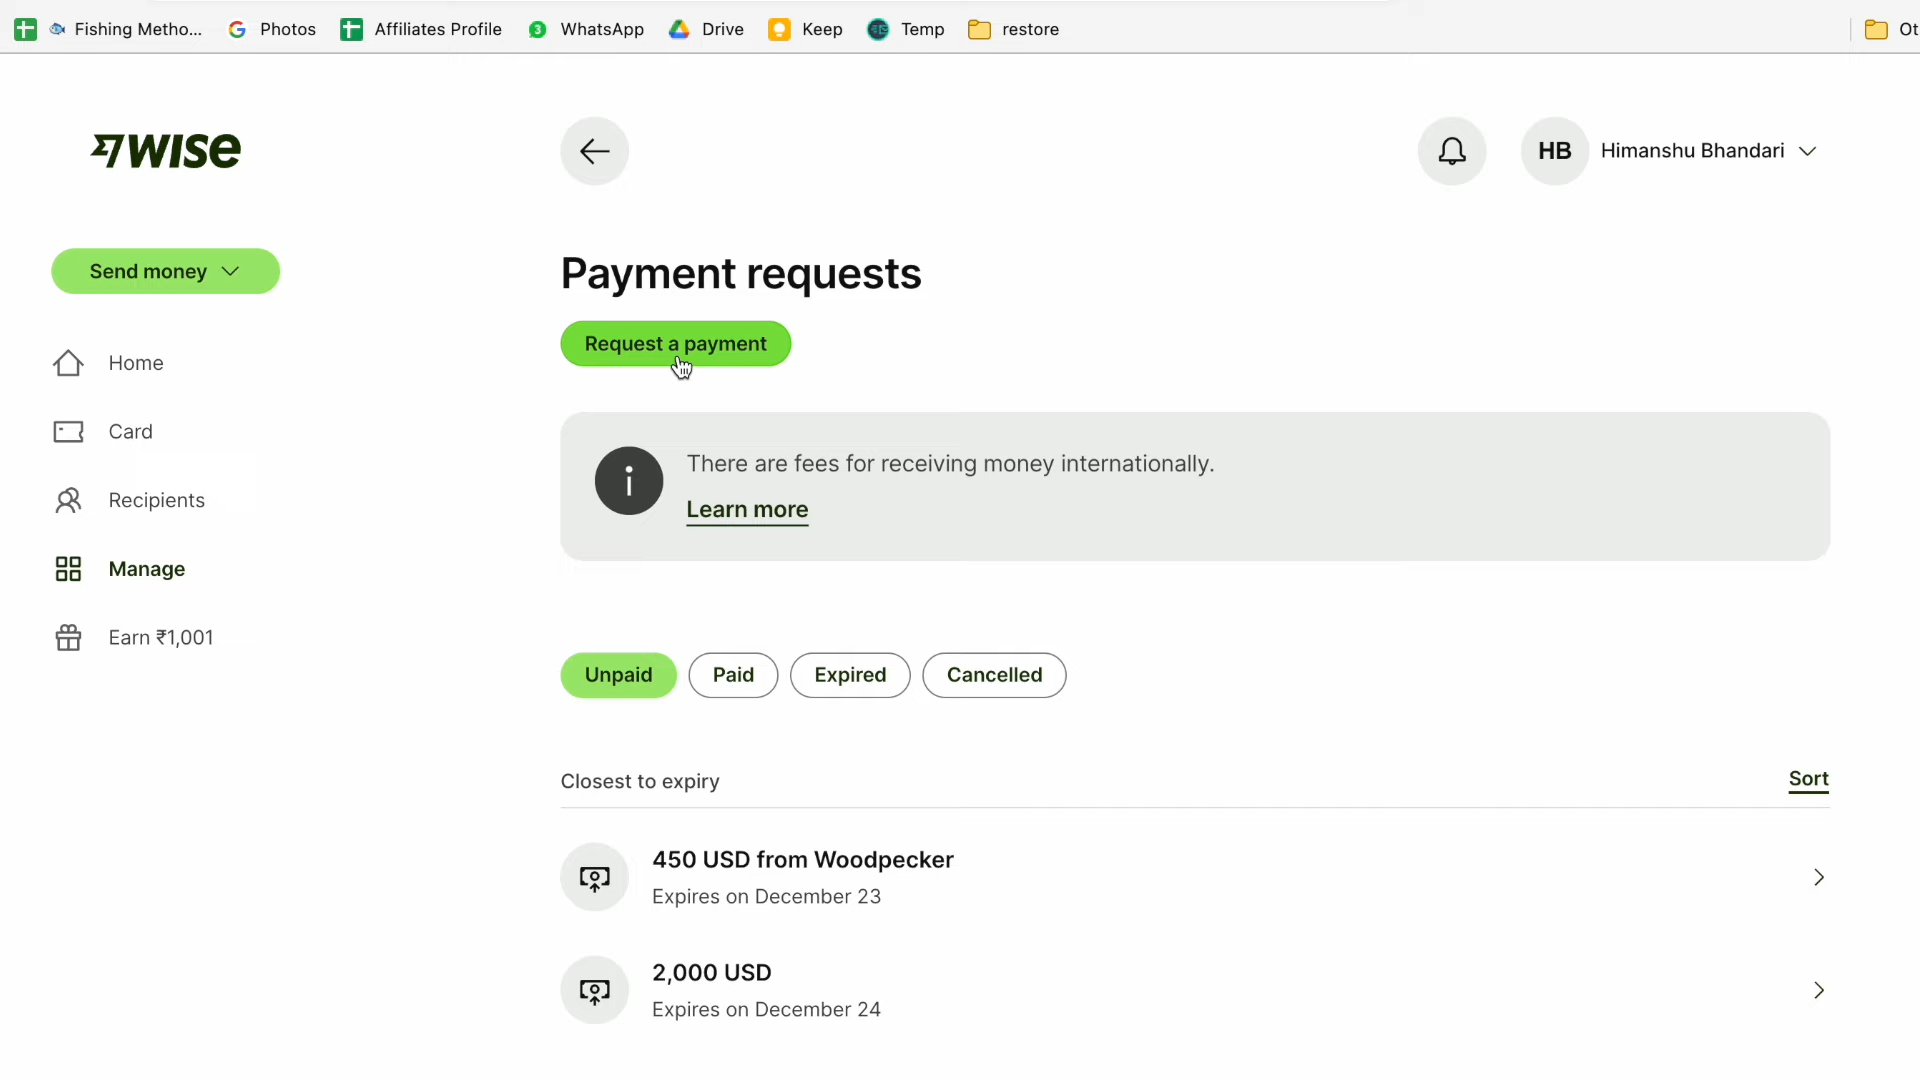 Fishing Metho...
Photos
Affiliates Profile
3
WhatsApp
Drive
Keep
Temp
restore
Ot
WISE
HB
Himanshu Bhandari
Send money
Home
Card
Recipients
Manage
Earn ₹1,001
Payment requests
Request a payment
There are fees for receiving money internationally.
Learn more
Unpaid
Paid
Expired
Cancelled
Closest to expiry
Sort
450 USD from Woodpecker
Expires on December 23
2,000 USD
Expires on December 24